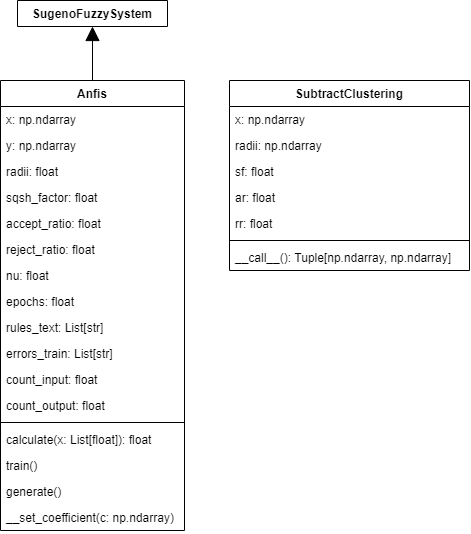 SugenoFuzzySystem
Anfis
x: np.ndarray
y: np.ndarray
radii: float
sqsh_factor: float
accept_ratio: float
reject_ratio: float
nu: float
epochs: float
rules_text: List[str]
errors_train: List[str]
count_input: float
count_output: float
calculate(x: List[float]): float
train()
generate()
__set_coefficient(c: np.ndarray)
SubtractClustering
x: np.ndarray
radii: np.ndarray
sf: float
ar: float
rr: float
__call__(): Tuple[np.ndarray, np.ndarray]